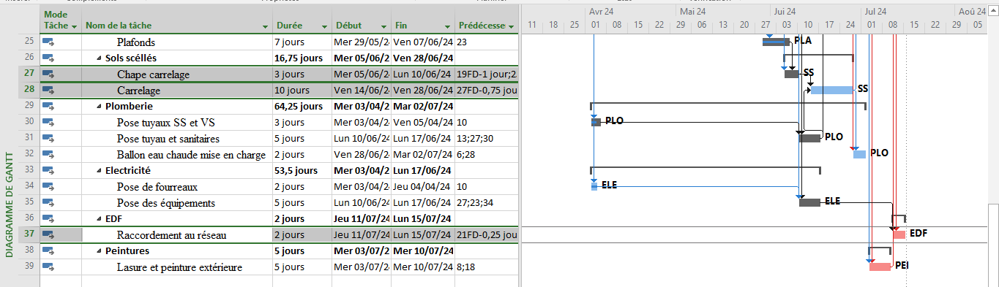 Avr 24 Mai 24 Jui 24 Jul 24 Aoû 24
Mode Tâche Nom de la tâche Durée Début Fin Prédécesse
11 18 25 01 08 15 22 29 06 13 20 27 03 10 17 24 01 08 15 22 29 05
25 Plafonds 7 jours Mer 29/05/2 Ven 07/06/24 23 PLA
26 Sols scéllés 16,75 jours Mer 05/06/2 Ven 28/06/24
27 Chape carrelage 3 jours Mer 05/06/2 Lun 10/06/24 19FD-1 jour;2 SS
28 Carrelage 10 jours Ven 14/06/2 Ven 28/06/24 27FD-0,75 jou SS
29 Plomberie 64,25 jours Mer 03/04/2 Mar 02/07/24
30 Pose tuyaux SS et VS 3 jours Mer 03/04/2 Ven 05/04/24 10 PLO
31 Pose tuyau et sanitaires 5 jours Lun 10/06/2 Lun 17/06/24 13;27;30 PLO
32 Ballon eau chaude mise en charge 2 jours Ven 28/06/2 Mar 02/07/24 6;28 PLO
33 Electricité 53,5 jours Mer 03/04/2 Lun 17/06/24
34 Pose de fourreaux 2 jours Mer 03/04/2 Jeu 04/04/24 10 ELE
35 Pose des équipements 5 jours Lun 10/06/2 Lun 17/06/24 27;23;34 ELE
36 EDF 2 jours Jeu 11/07/24 Lun 15/07/24
37 Raccordement au réseau 2 jours Jeu 11/07/24 Lun 15/07/24 21FD-0,25 jou EDF
38 Peintures 5 jours Mer 03/07/2 Mer 10/07/24
39 Lasure et peinture extérieure 5 jours Mer 03/07/2 Mer 10/07/24 8;18 PEI
DIAGRAMME DE GANTT